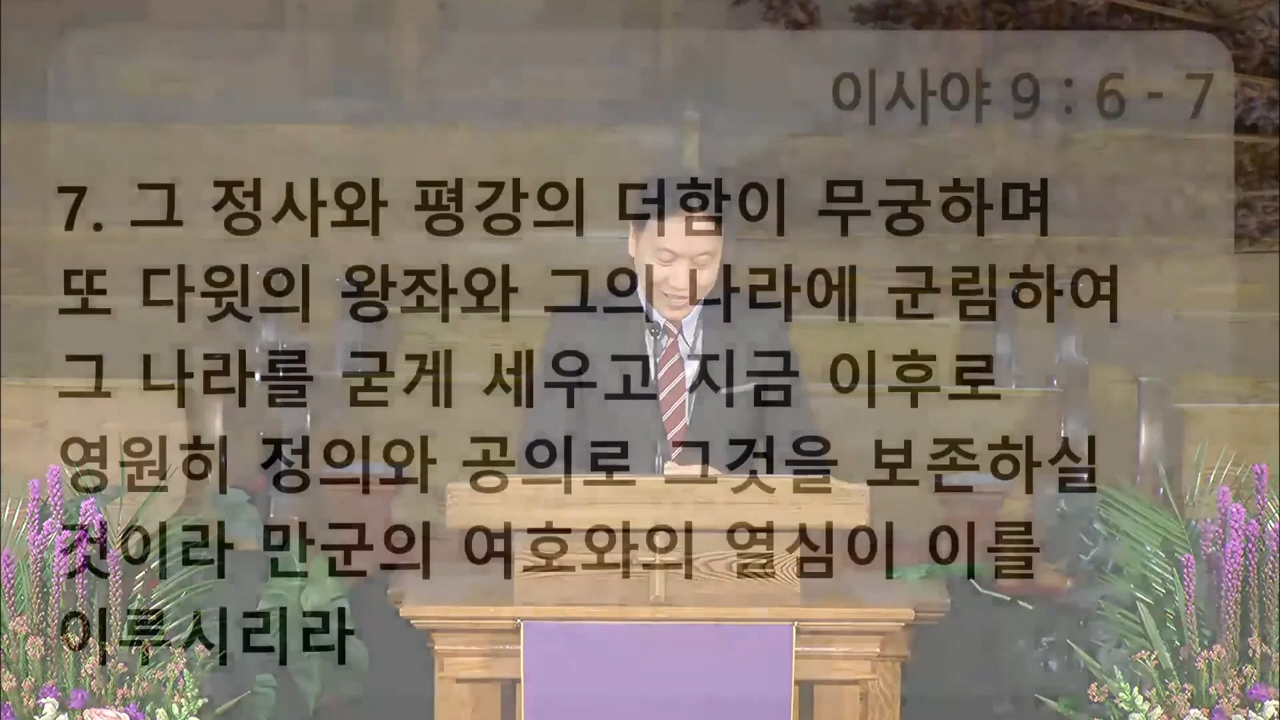 이사야 9 : 6 - 7
7. 그 정사와 평강의 더함이 무궁하며
또 다윗의 왕좌와 그의 나라에 군림하여
그 나라를 굳게 세우고 지금 이후로
영원히 정의와 공의로 그것을 보존하실
것이라 만군의 여호와의 열심이 이를
이루시리라